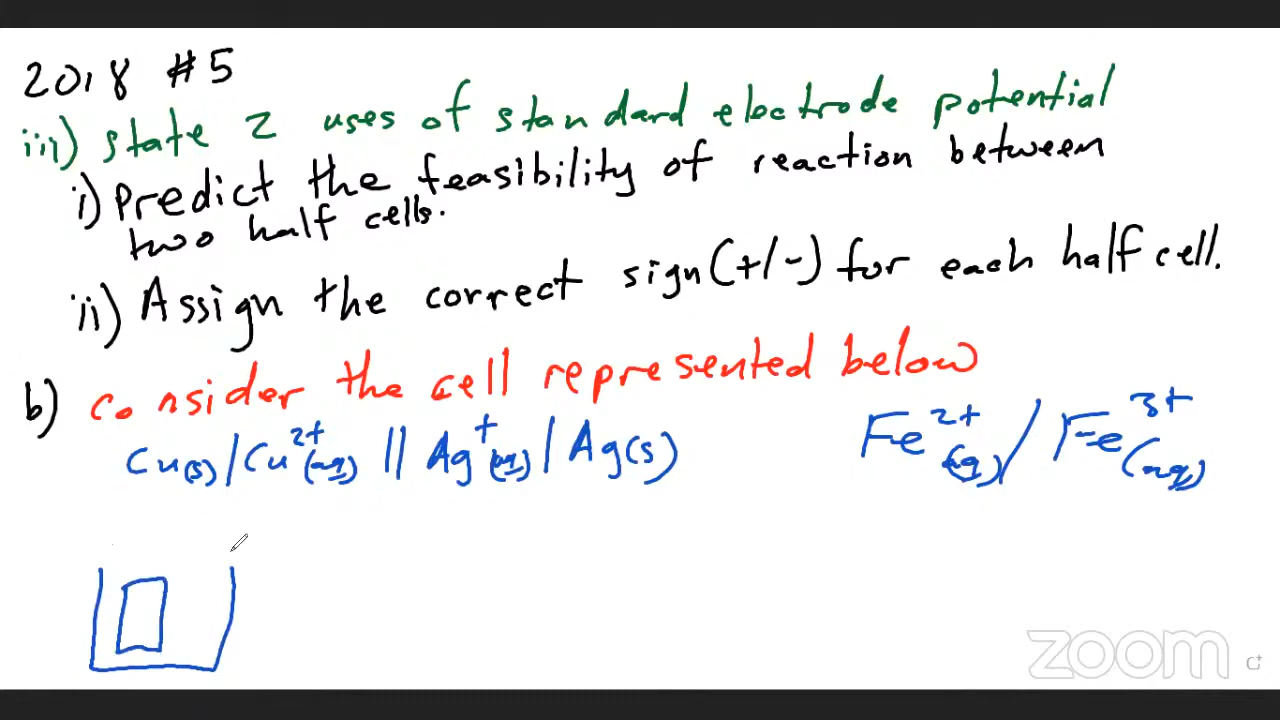 2018 #5
iii) state 2 uses of standard electrode potential
i) Predict the feasibility of reaction between
two half cells.
ii) Assign the correct sign (+/-) for each half cell.
b) consider the cell represented below
Cu(s)/Cu²⁺(aq) // Ag⁺(aq)/Ag(s)
Fe²⁺(aq) / Fe³⁺(aq)
zoom